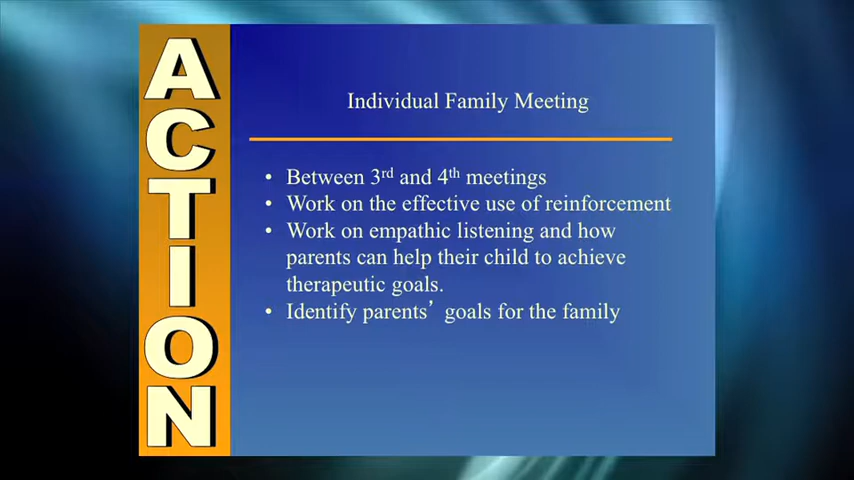 ACTION
Individual Family Meeting
• Between 3rd and 4th meetings
• Work on the effective use of reinforcement
• Work on empathic listening and how
parents can help their child to achieve
therapeutic goals.
• Identify parents’ goals for the family